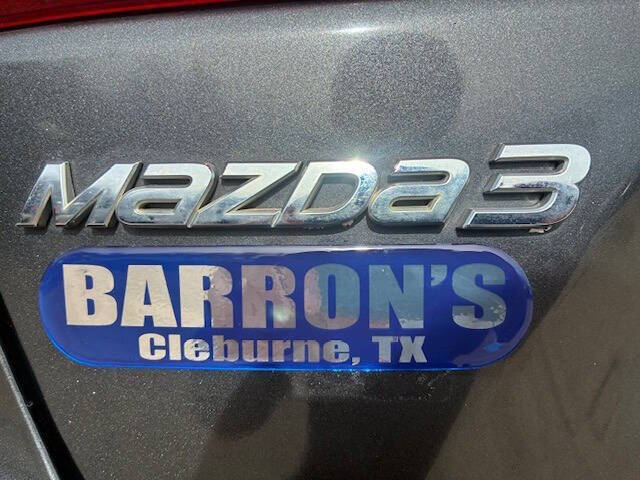 mazda3
BARRON'S
Cleburne, TX